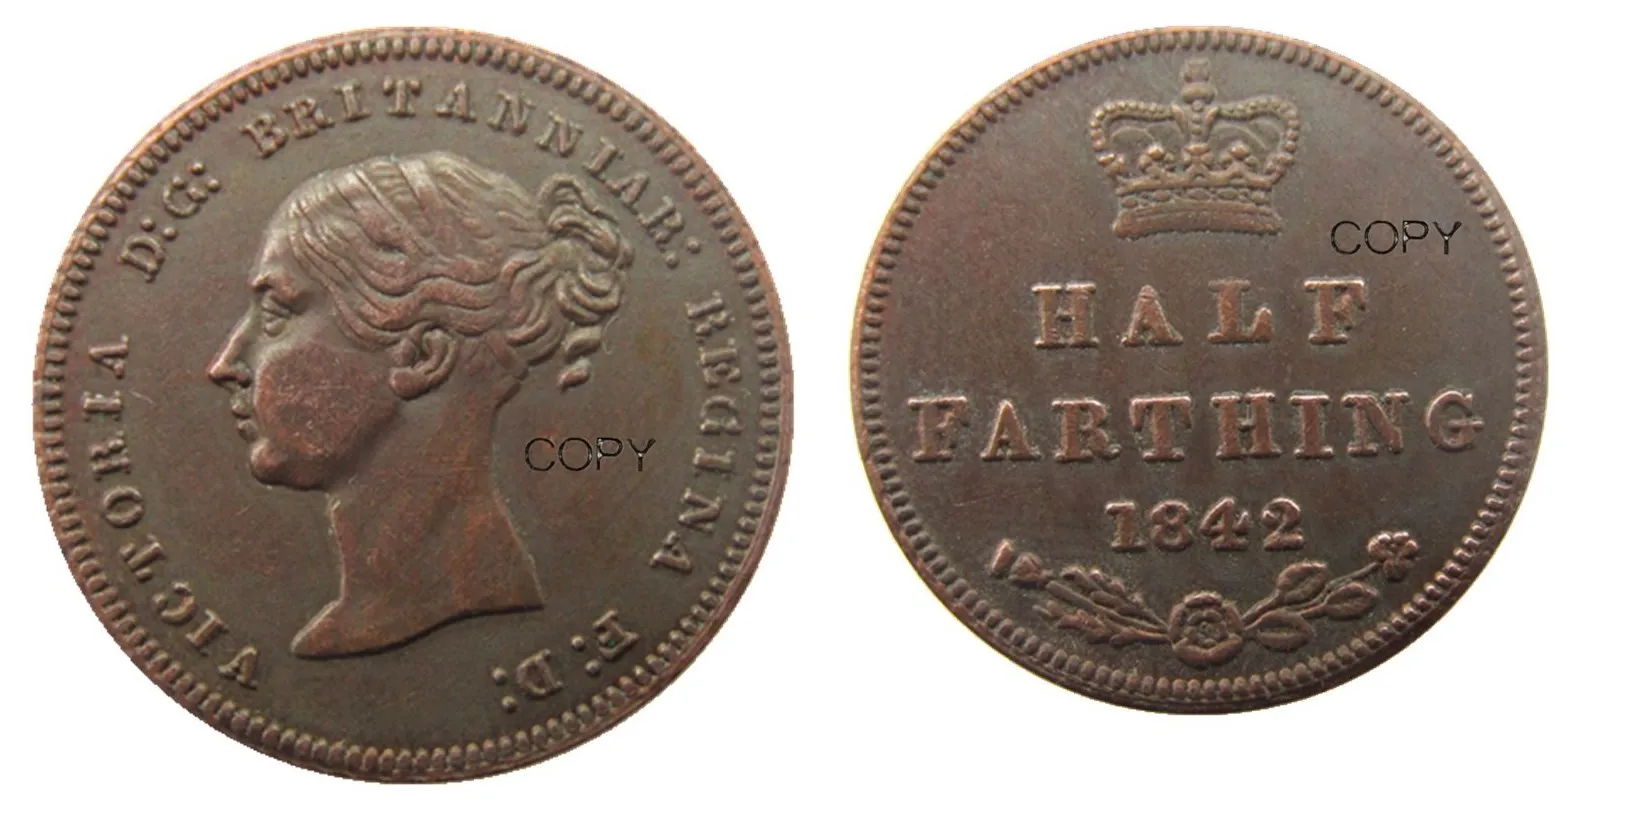 VICTORIA D:G: BRITANNIAR: REGINA F:D:
COPY
COPY
HALF
FARTHING
1842